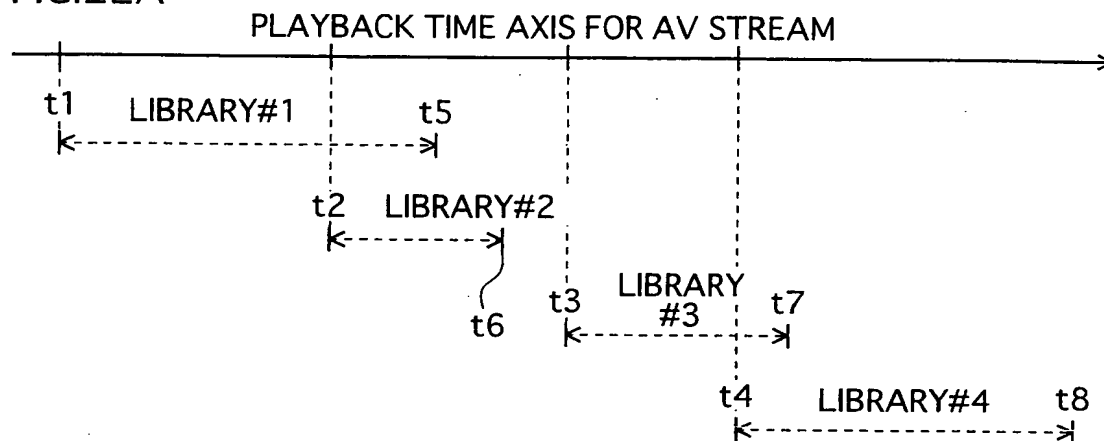 PLAYBACK TIME AXIS FOR AV STREAM
t1 LIBRARY#1 t5
t2 LIBRARY#2
t6
t3 LIBRARY
#3 t7
t4 LIBRARY#4 t8